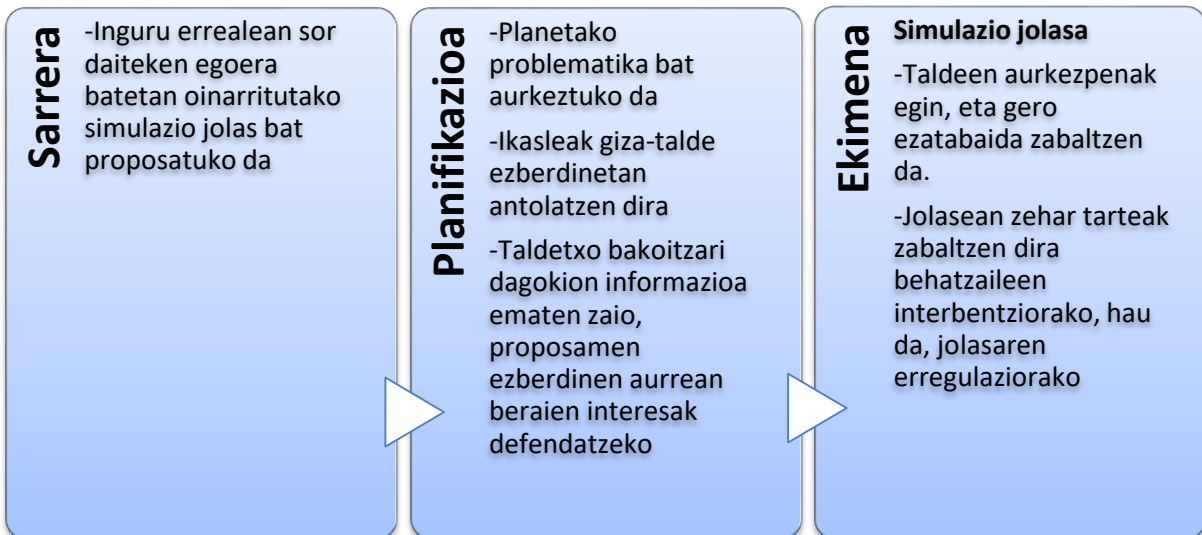 Sarrera
-Inguru errealean sor
daiteken egoera
batetan oinarritutako
simulazio jolas bat
proposatuko da
Planifikazioa
-Planetako
problematika bat
aurkeztuko da
-Ikasleak giza-talde
ezberdinetan
antolatzen dira
-Taldetxo bakoitzari
dagokion informazioa
ematen zaio,
proposamen
ezberdinen aurrean
beraien interesak
defendatzeko
Ekimena
Simulazio jolasa
-Taldeen aurkezpenak
egin, eta gero
ezatabaida zabaltzen
da.
-Jolasean zehar tarteak
zabaltzen dira
behatzaileen
interbentziorako, hau
da, jolasaren
erregulaziorako